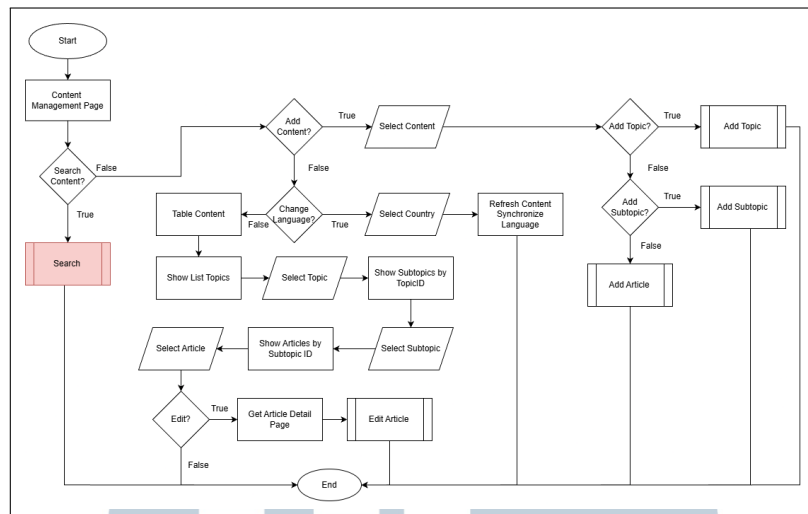 Start
Content
Management Page
Search
Content?
False
True
Search
Add
Content?
True
False
Select Content
Add Topic?
True
False
Add Topic
Add
Subtopic?
True
False
Add Subtopic
Add Article
Change
Language?
False
True
Table Content
Select Country
Refresh Content
Synchronize
Language
Show List Topics
Select Topic
Show Subtopics by
TopicID
Select Subtopic
Show Articles by
Subtopic ID
Select Article
Edit?
True
False
Get Article Detail
Page
Edit Article
End